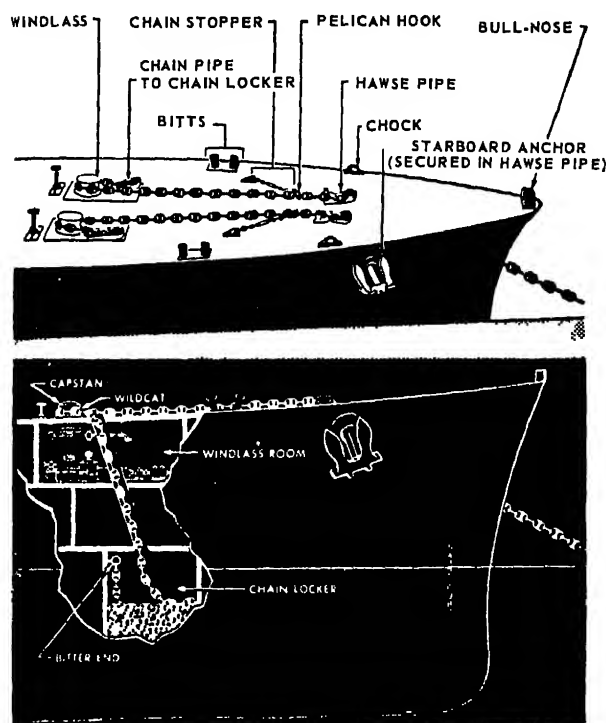 WINDLASS
CHAIN STOPPER
PELICAN HOOK
BULL-NOSE
CHAIN PIPE
TO CHAIN LOCKER
HAWSE PIPE
BITTS
CHOCK
STARBOARD ANCHOR
(SECURED IN HAWSE PIPE)
CAPSTAN
WILDCAT
WINDLASS ROOM
CHAIN LOCKER
BITTER END